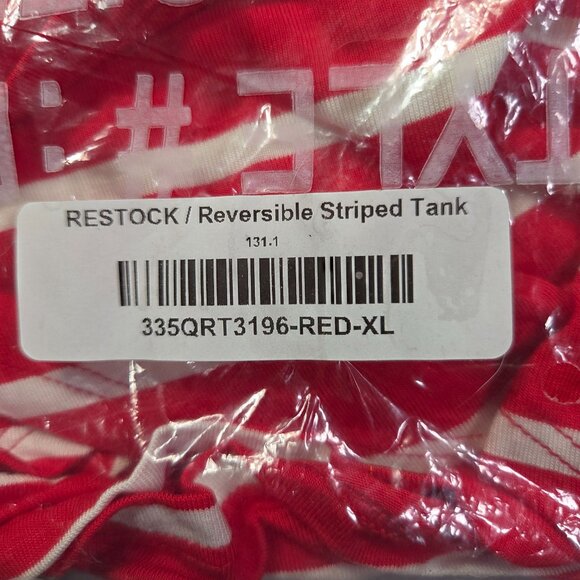 RESTOCK / Reversible Striped Tank
131.1
335QRT3196-RED-XL